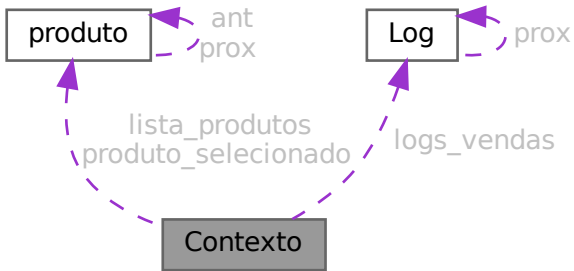 produto
ant
prox
Log
prox
lista_produtos
produto_selecionado
logs_vendas
Contexto